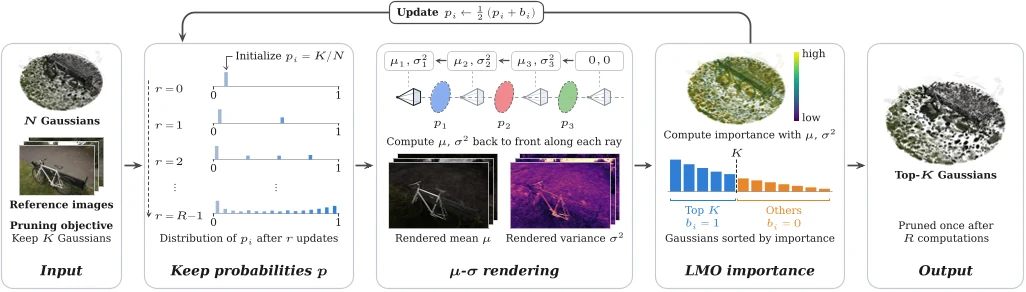 Update p_i ← ½ (p_i + b_i)
N Gaussians
Reference images
Pruning objective
Keep K Gaussians
Input
Initialize p_i = K/N
r = 0
0 1
r = 1
0 1
r = 2
0 1
⋮ ⋮
r = R−1
0 1
Distribution of p_i after r updates
Keep probabilities p
μ₁, σ₁² μ₂, σ₂² μ₃, σ₃² 0, 0
p₁ p₂ p₃
Compute μ, σ² back to front along each ray
Rendered mean μ Rendered variance σ²
μ-σ rendering
high
low
Compute importance with μ, σ²
K
Top K Others
b_i = 1 b_i = 0
Gaussians sorted by importance
LMO importance
Top-K Gaussians
Pruned once after
R computations
Output